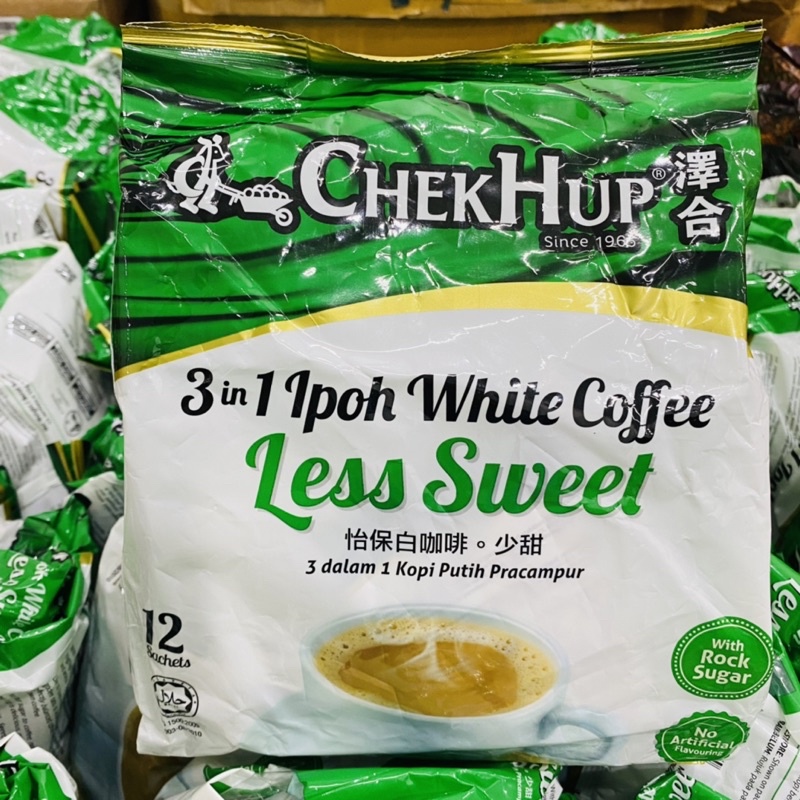 CHEKHUP® 澤合
Since 1965
3 in 1 Ipoh White Coffee
Less Sweet
怡保白咖啡。少甜
3 dalam 1 Kopi Putih Pracampur
12
Sachets
With
Rock
Sugar
No
Artificial
Flavouring